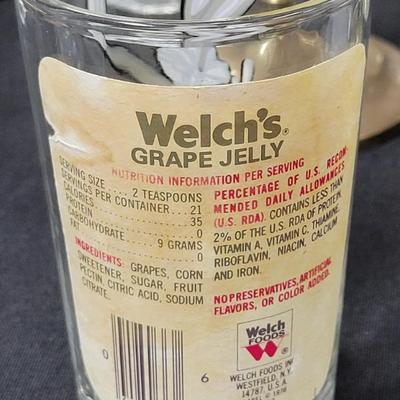 Welch's®
GRAPE JELLY
NUTRITION INFORMATION PER SERVING
SERVING SIZE ... 2 TEASPOONS
SERVINGS PER CONTAINER ... 21
CALORIES ... 35
PROTEIN ... 0
CARBOHYDRATE ... 9 GRAMS
FAT ... 0
INGREDIENTS: GRAPES, CORN
SWEETENER, SUGAR, FRUIT
PECTIN, CITRIC ACID, SODIUM
CITRATE.
PERCENTAGE OF U.S. RECOM-
MENDED DAILY ALLOWANCES
(U.S. RDA). CONTAINS LESS THAN
2% OF THE U.S. RDA OF PROTEIN,
VITAMIN A, VITAMIN C, THIAMINE,
RIBOFLAVIN, NIACIN, CALCIUM
AND IRON.
NO PRESERVATIVES, ARTIFICIAL
FLAVORS, OR COLOR ADDED.
Welch
FOODS
W®
WELCH FOODS IN
WESTFIELD, N.Y.
14787, U.S.A.
© 1976
0
6